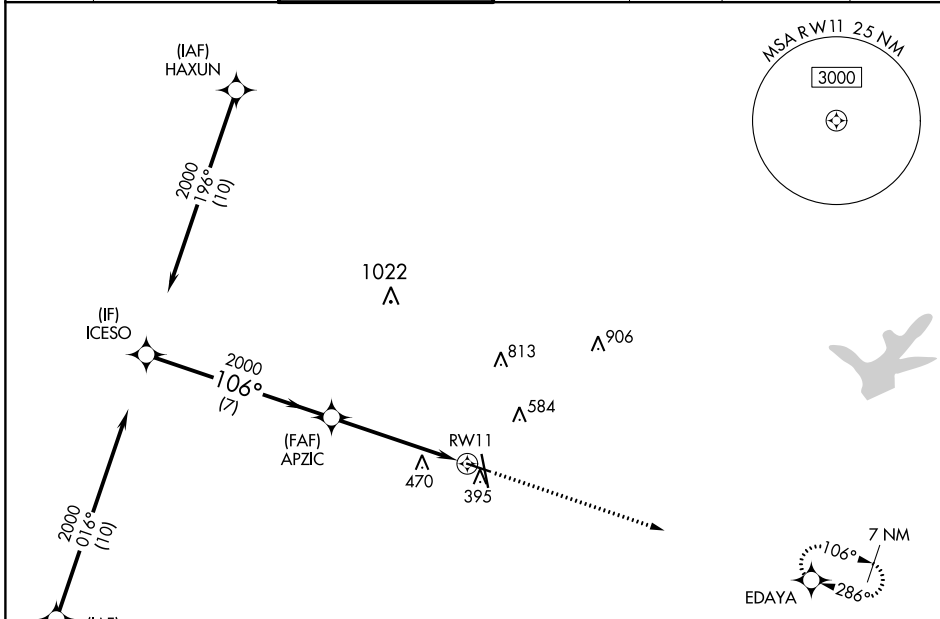 (IAF)
HAXUN
MSA RW11 25 NM
3000
2000
196°
(10)
1022
(IF)
ICESO
2000
106°
(7)
813
906
584
(FAF)
APZIC
RW11
470
395
2000
016°
(10)
7 NM
106°
286°
EDAYA